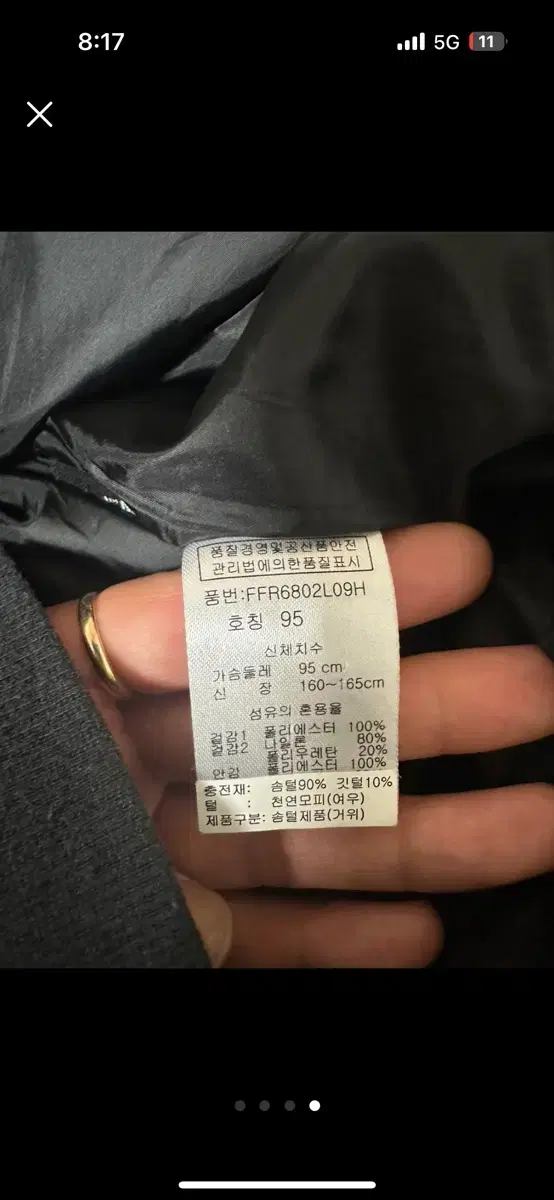 8:17
5G 11
품질경영및공산품안전
관리법에의한품질표시
품번:FFR6802L09H
호칭 95
신체치수
가슴둘레 95 cm
신 장 160~165cm
섬유의 혼용율
겉감1 폴리에스터 100%
겉감2 나일론 80%
폴리우레탄 20%
안감 폴리에스터 100%
충전재: 솜털90% 깃털10%
털 : 천연모피(여우)
제품구분: 솜털제품(거위)